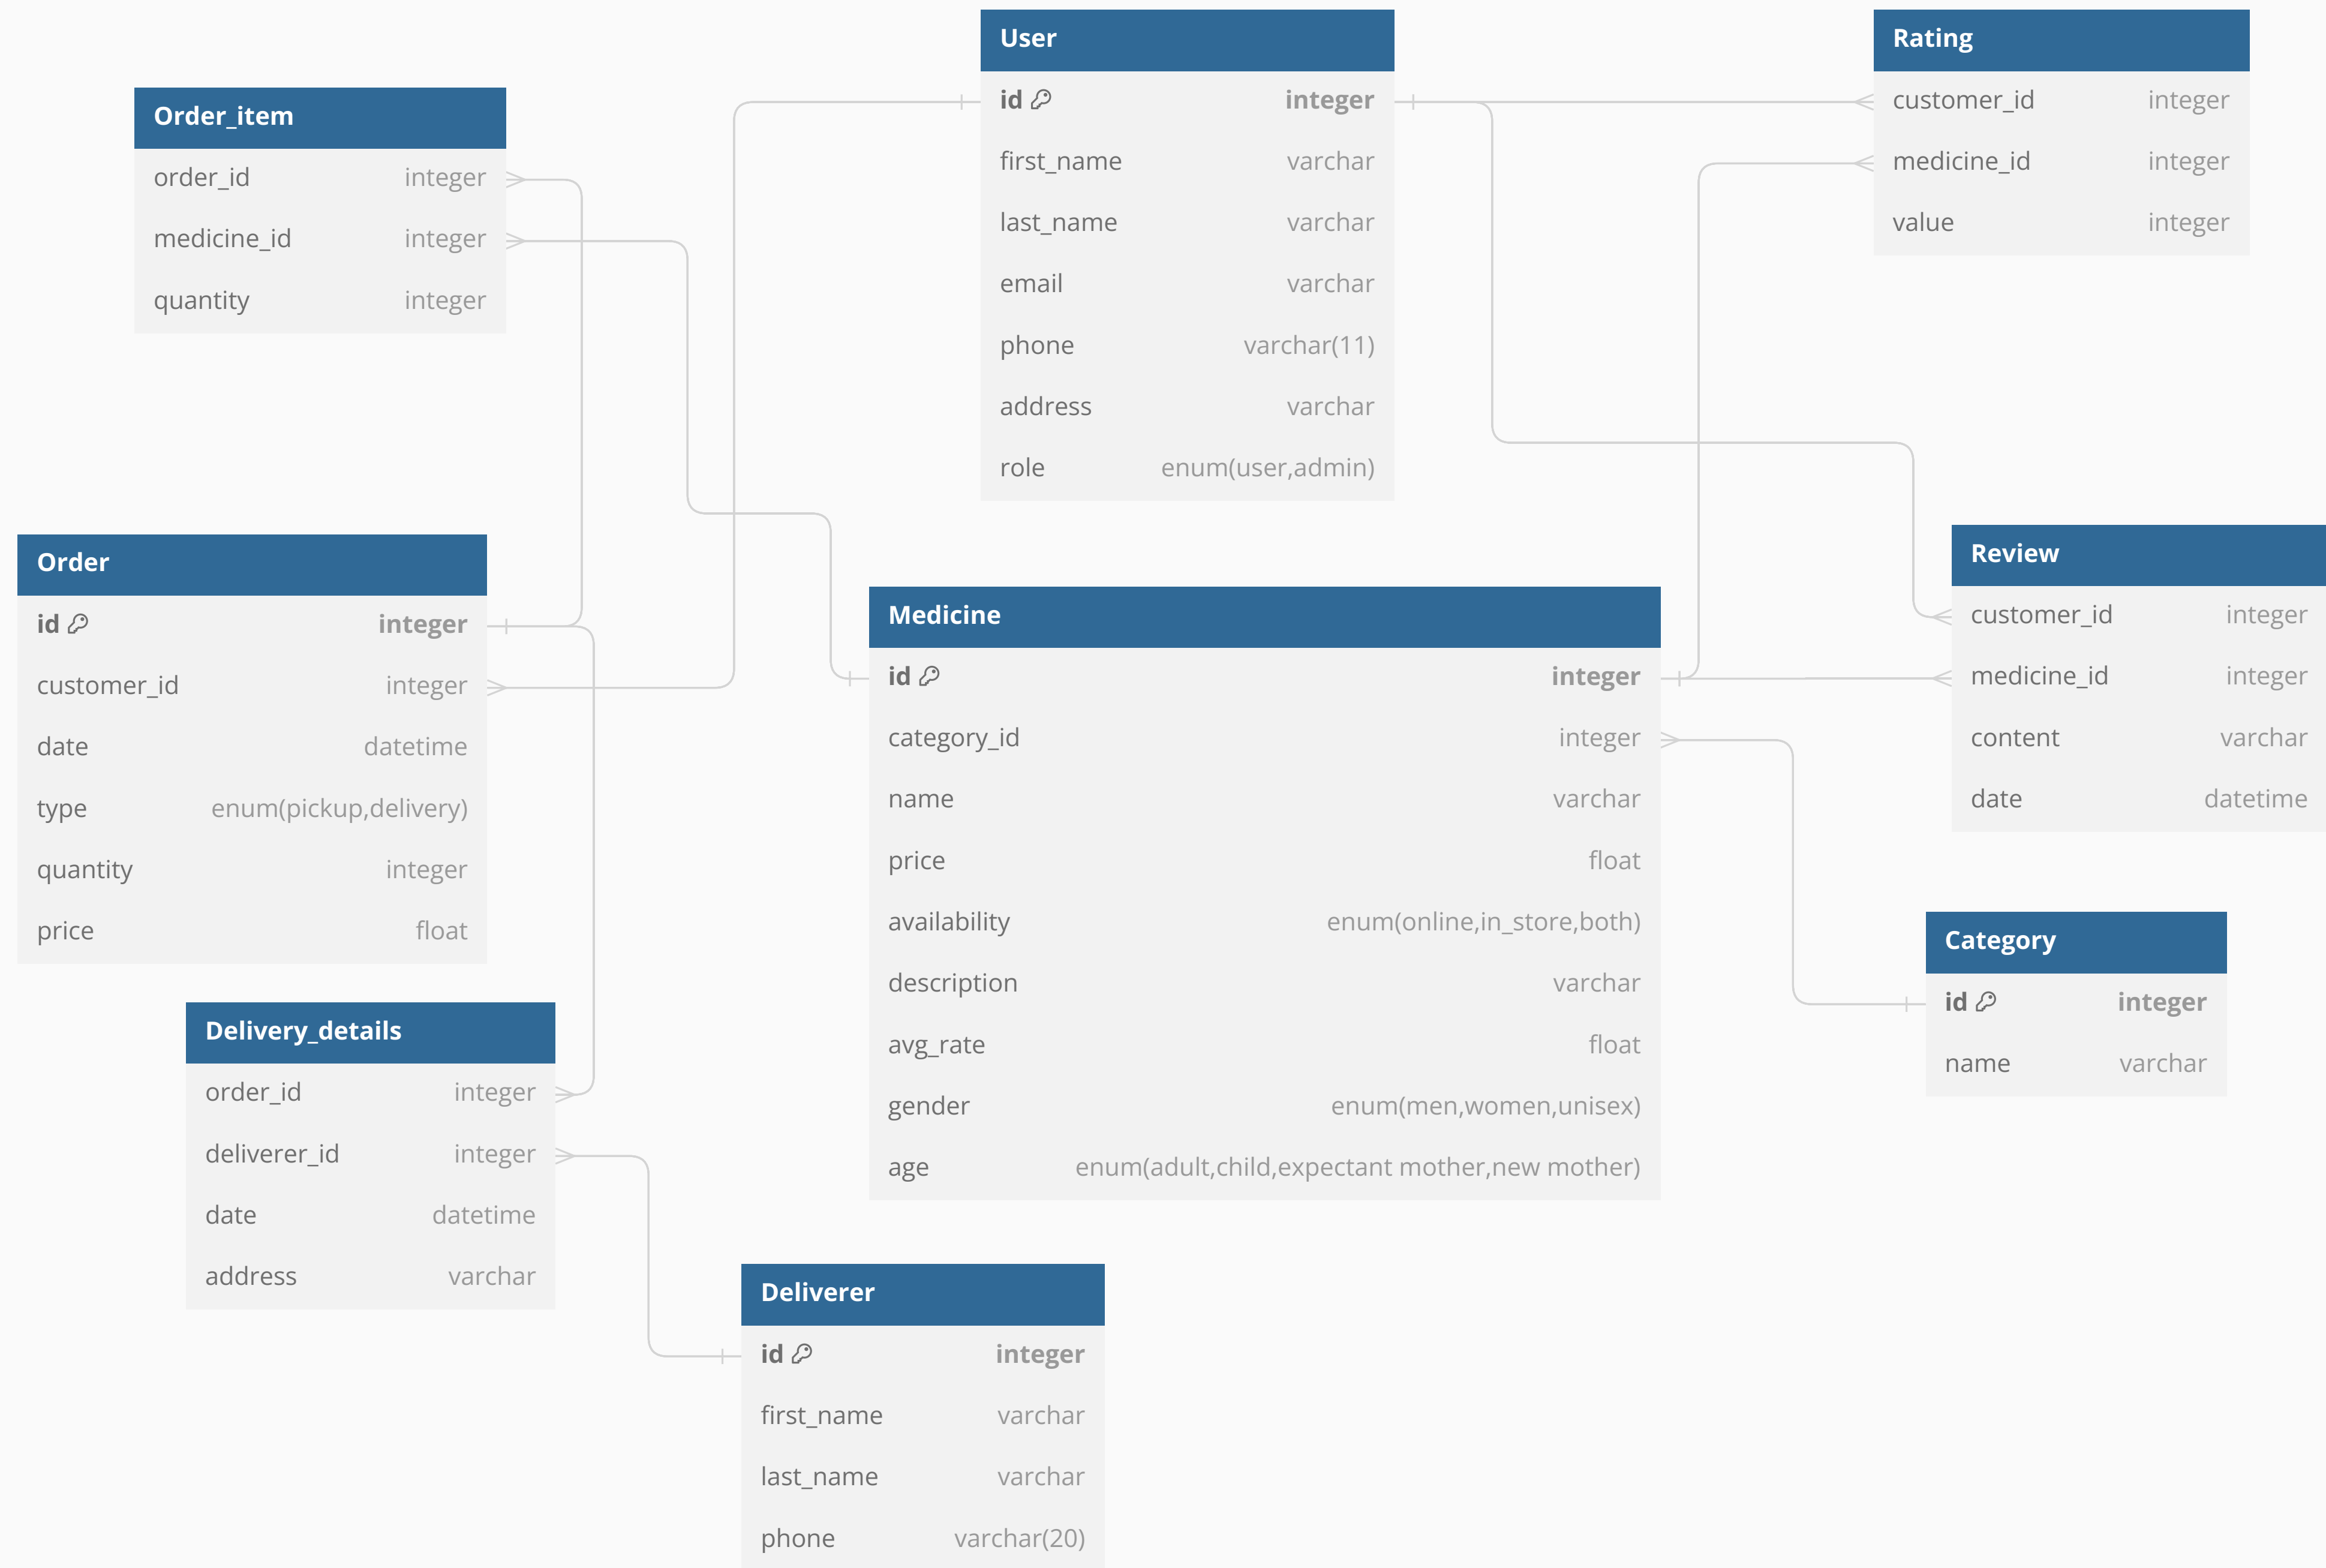 User
id integer
first_name varchar
last_name varchar
email varchar
phone varchar(11)
address varchar
role enum(user,admin)
Rating
customer_id integer
medicine_id integer
value integer
Order_item
order_id integer
medicine_id integer
quantity integer
Order
id integer
customer_id integer
date datetime
type enum(pickup,delivery)
quantity integer
price float
Medicine
id integer
category_id integer
name varchar
price float
availability enum(online,in_store,both)
description varchar
avg_rate float
gender enum(men,women,unisex)
age enum(adult,child,expectant mother,new mother)
Review
customer_id integer
medicine_id integer
content varchar
date datetime
Category
id integer
name varchar
Delivery_details
order_id integer
deliverer_id integer
date datetime
address varchar
Deliverer
id integer
first_name varchar
last_name varchar
phone varchar(20)